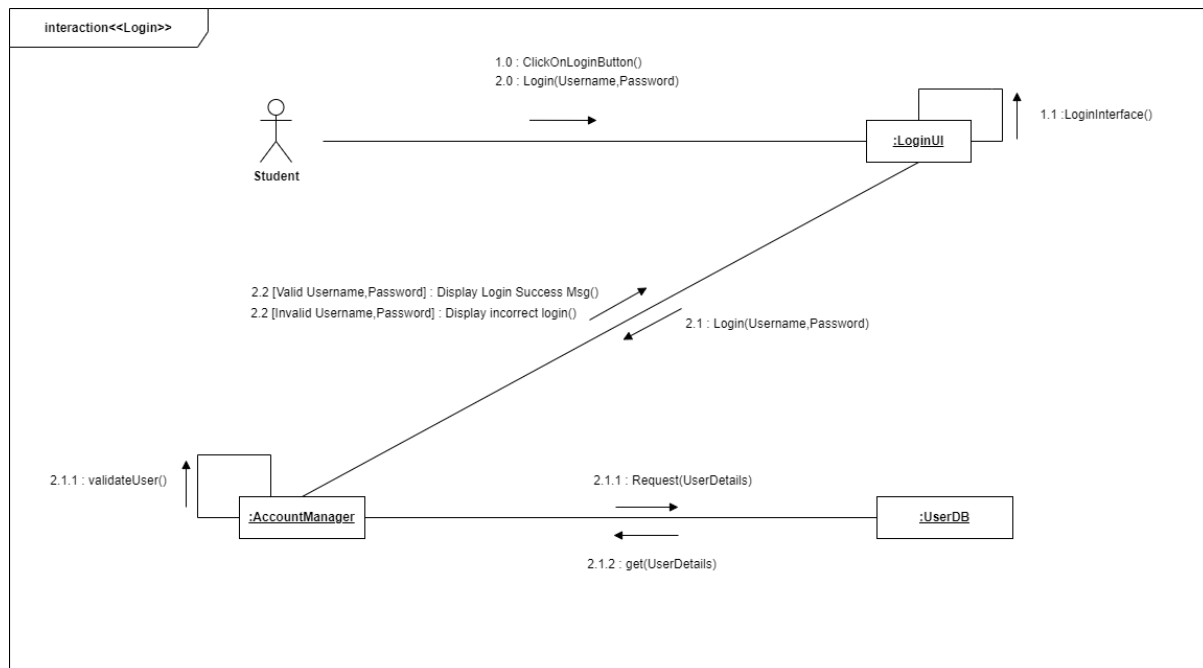 interaction<<Login>>
1.0 : ClickOnLoginButton()
2.0 : Login(Username,Password)
1.1 :LoginInterface()
:LoginUI
Student
2.2 [Valid Username,Password] : Display Login Success Msg()
2.2 [Invalid Username,Password] : Display incorrect login()
2.1 : Login(Username,Password)
2.1.1 : validateUser()
2.1.1 : Request(UserDetails)
:AccountManager
:UserDB
2.1.2 : get(UserDetails)